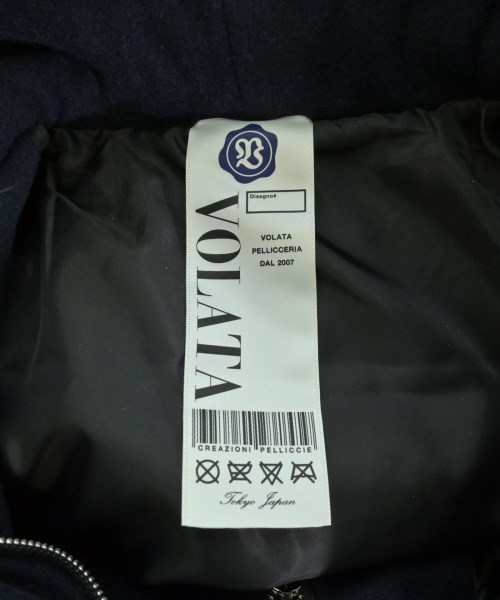 Disegno#
VOLATA
VOLATA
PELLICCERIA
DAL 2007
CREAZIONI PELLICCIE
Tokyo Japan